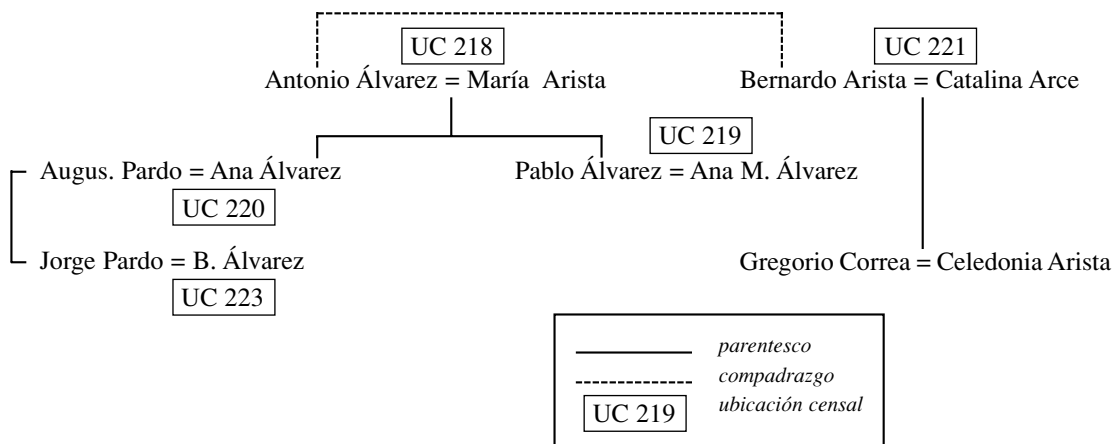 UC 218
UC 221
Antonio Álvarez = María Arista
Bernardo Arista = Catalina Arce
UC 219
Augus. Pardo = Ana Álvarez
Pablo Álvarez = Ana M. Álvarez
UC 220
Jorge Pardo = B. Álvarez
Gregorio Correa = Celedonia Arista
UC 223
parentesco
compadrazgo
UC 219
ubicación censal